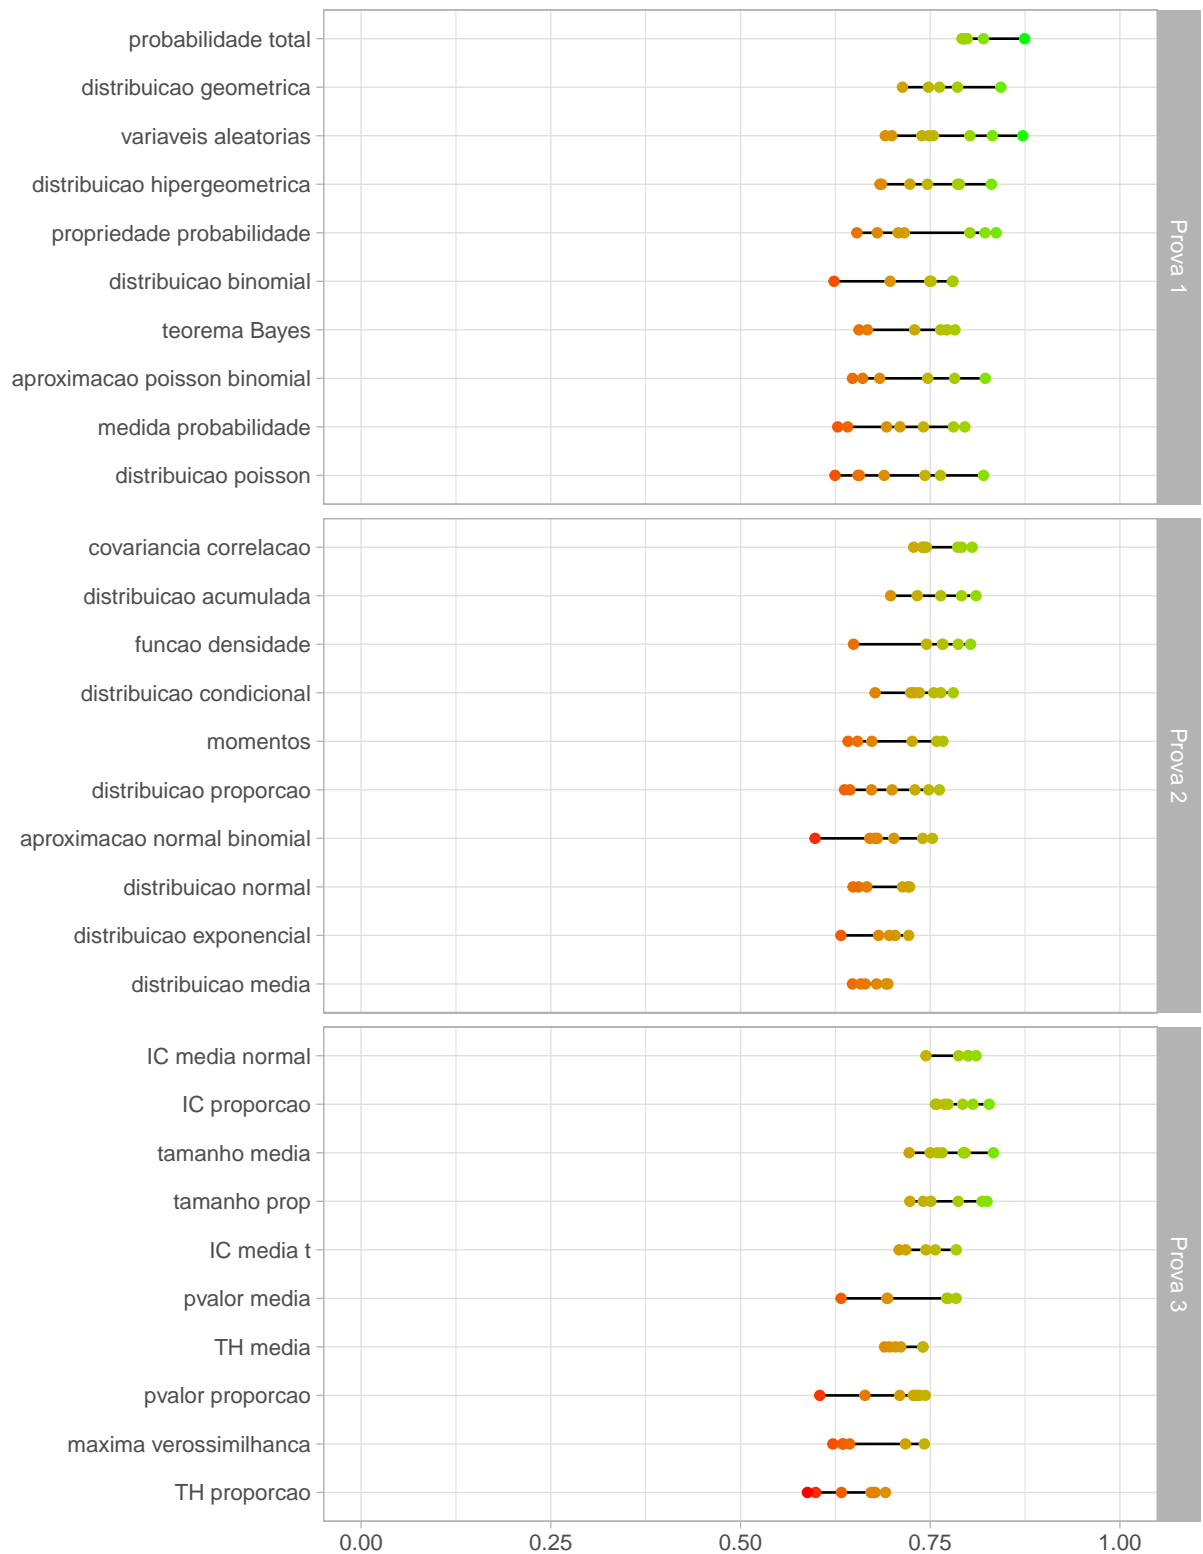 probabilidade total
distribuicao geometrica
variaveis aleatorias
distribuicao hipergeometrica
propriedade probabilidade
distribuicao binomial
teorema Bayes
aproximacao poisson binomial
medida probabilidade
distribuicao poisson
Prova 1
covariancia correlacao
distribuicao acumulada
funcao densidade
distribuicao condicional
momentos
distribuicao proporcao
aproximacao normal binomial
distribuicao normal
distribuicao exponencial
distribuicao media
Prova 2
IC media normal
IC proporcao
tamanho media
tamanho prop
IC media t
pvalor media
TH media
pvalor proporcao
maxima verossimilhanca
TH proporcao
Prova 3
0.00 0.25 0.50 0.75 1.00